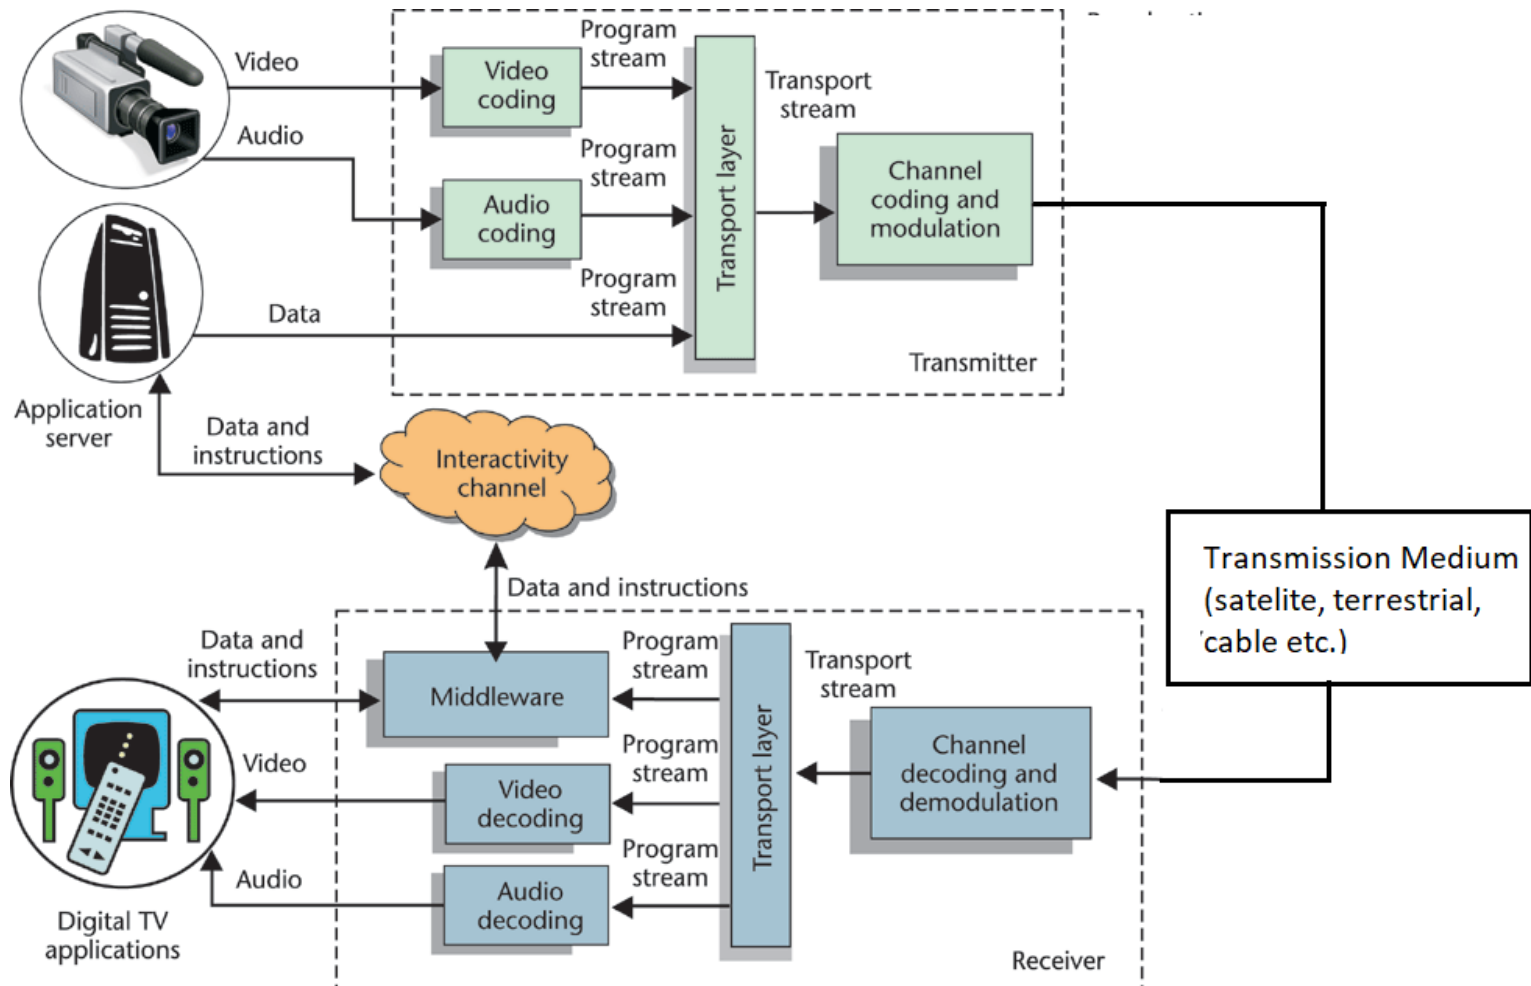 Video
Audio
Video
coding
Audio
coding
Program
stream
Program
stream
Program
stream
Transport layer
Transport
stream
Channel
coding and
modulation
Data
Transmitter
Application
server
Data and
instructions
Interactivity
channel
Data and instructions
Transmission Medium
(satelite, terrestrial,
cable etc.)
Data and
instructions
Middleware
Program
stream
Transport layer
Transport
stream
Channel
decoding and
demodulation
Video
Video
decoding
Program
stream
Audio
Audio
decoding
Program
stream
Digital TV
applications
Receiver